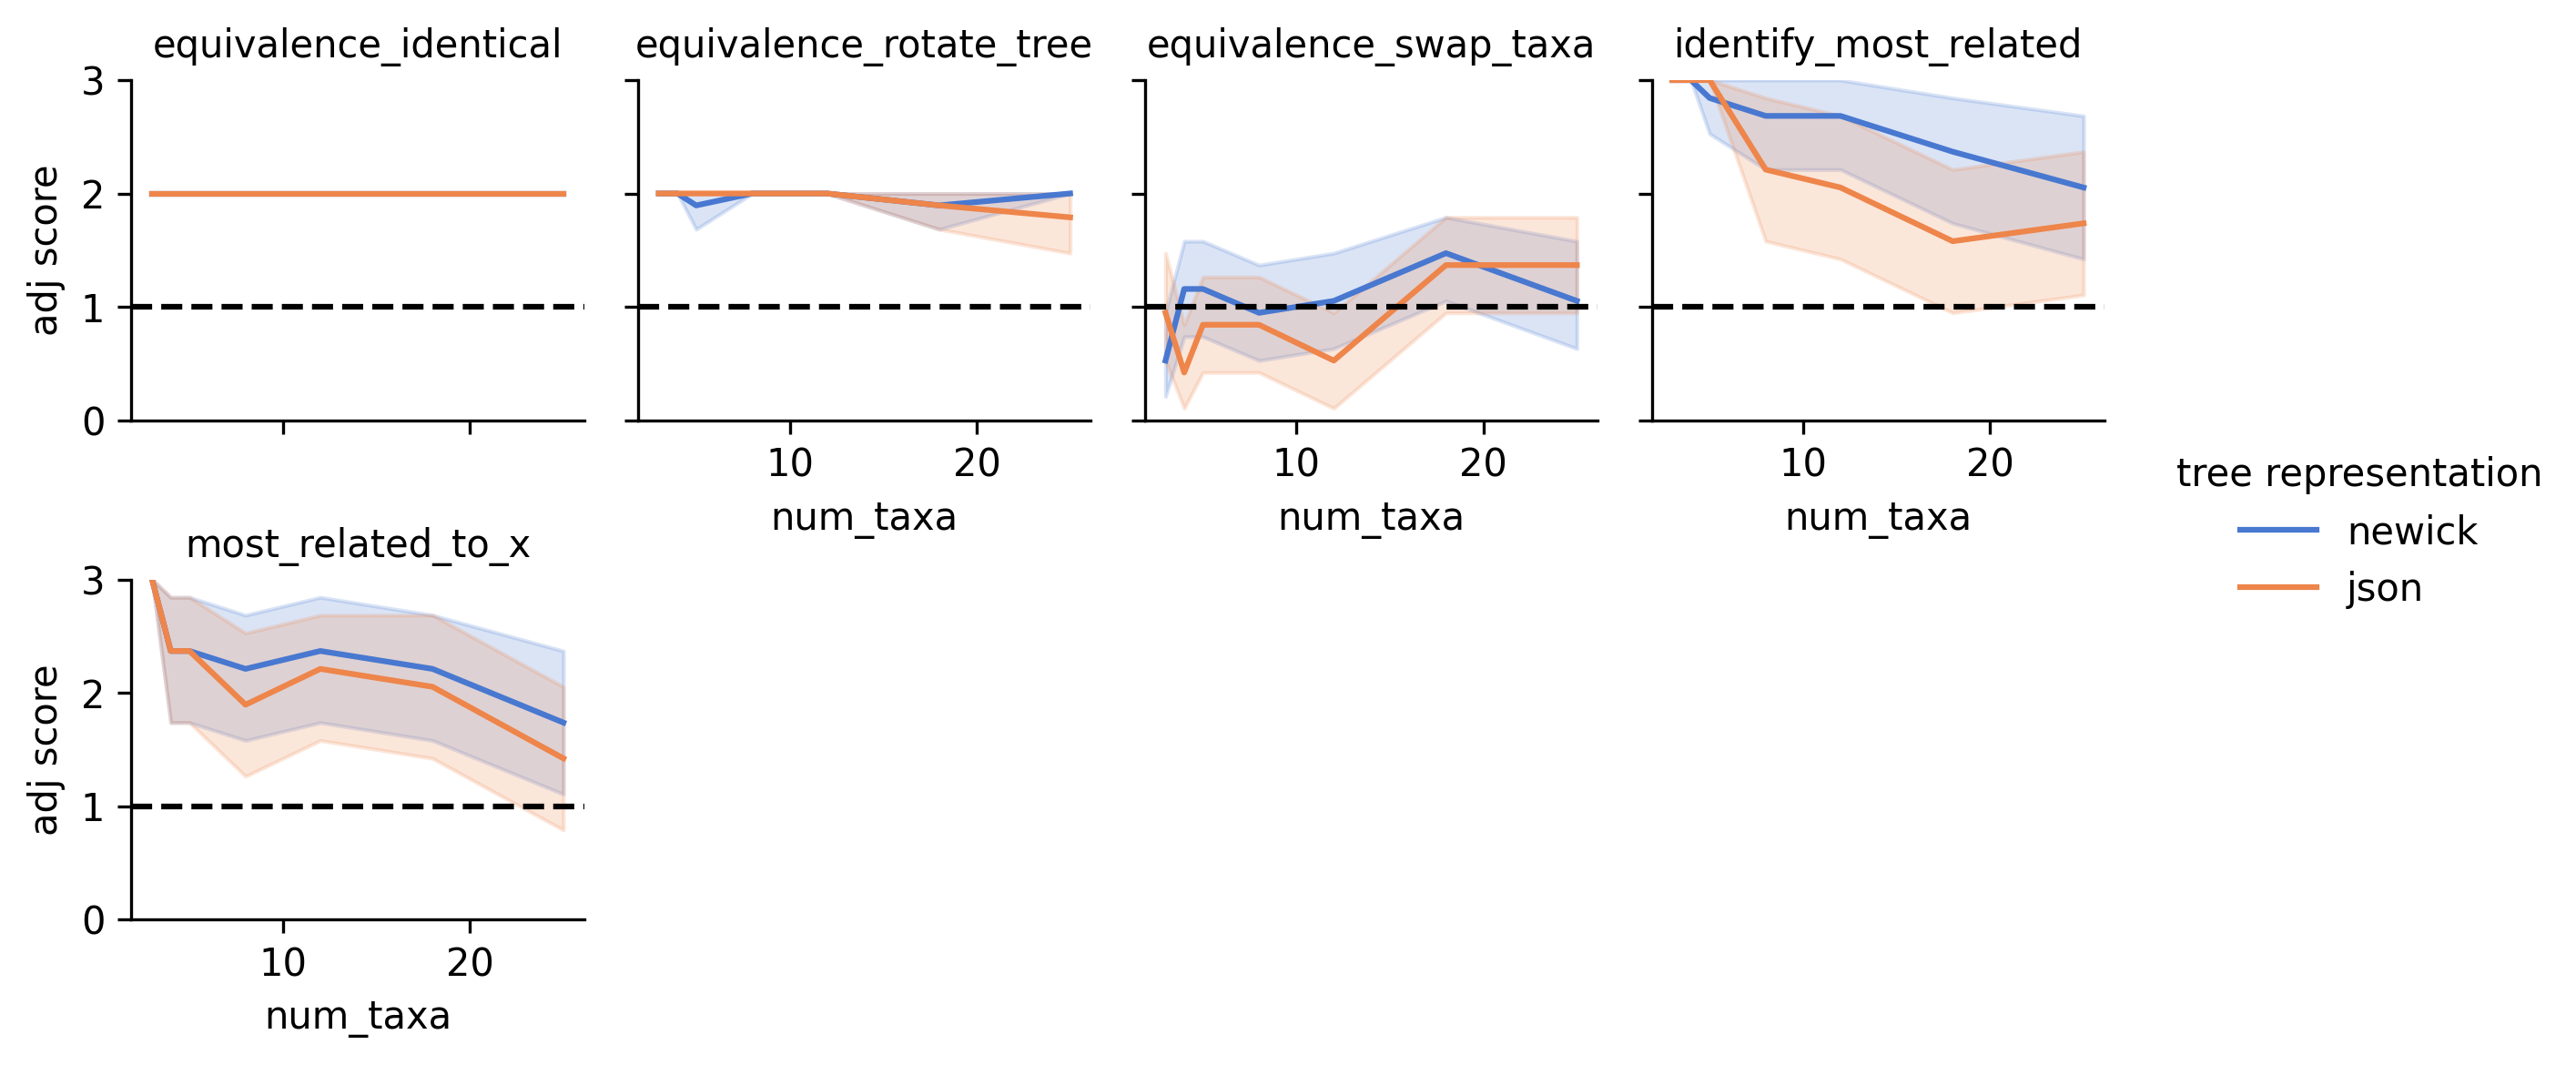 equivalence_identical equivalence_rotate_tree equivalence_swap_taxa identify_most_related
3
2
1
0
adj score
10 20 10 20 10 20
num_taxa num_taxa num_taxa
tree representation
newick
json
most_related_to_x
3
2
1
0
adj score
10 20
num_taxa